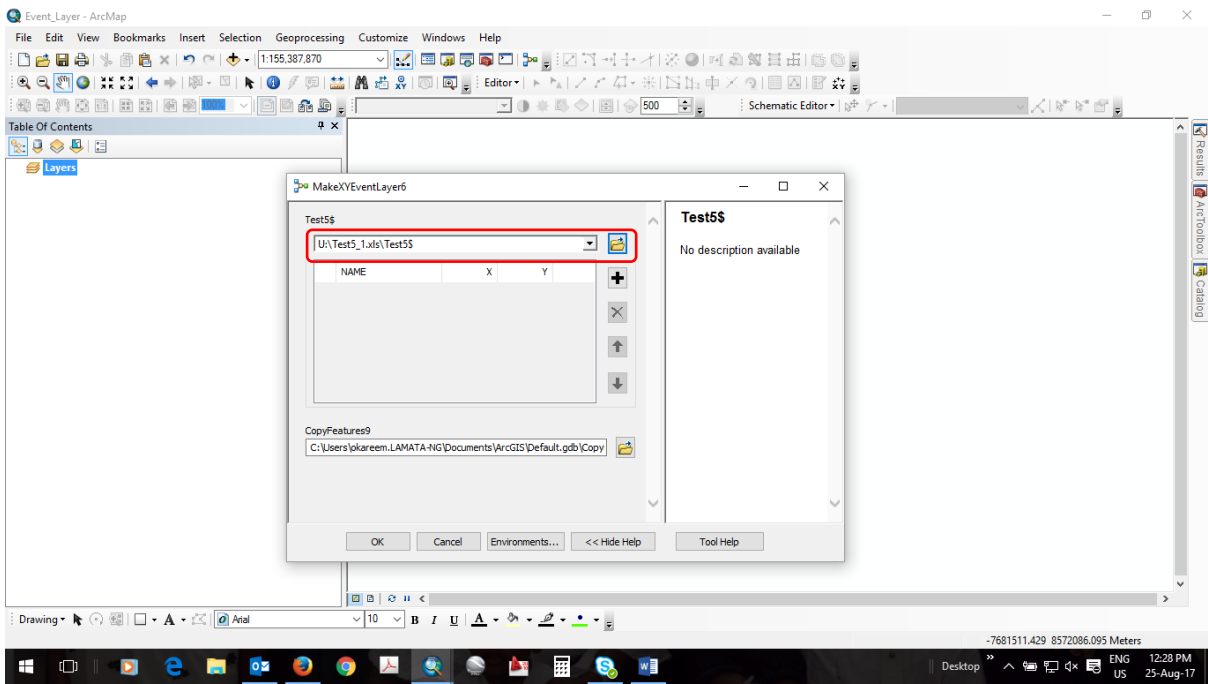 Event_Layer - ArcMap
File Edit View Bookmarks Insert Selection Geoprocessing Customize Windows Help
1:155,387,870
Editor
100%
500
Schematic Editor
Table Of Contents
Layers
Results
ArcToolbox
Catalog
MakeXYEventLayer6
Test5$
U:\Test5_1.xls\Test5$
NAME X Y
CopyFeatures9
C:\Users\okareem.LAMATA-NG\Documents\ArcGIS\Default.gdb\Copy
Test5$
No description available
OK Cancel Environments... << Hide Help Tool Help
Drawing A Arial 10 B I U A
-7681511.429 8572086.095 Meters
Desktop ENG US 12:28 PM 25-Aug-17